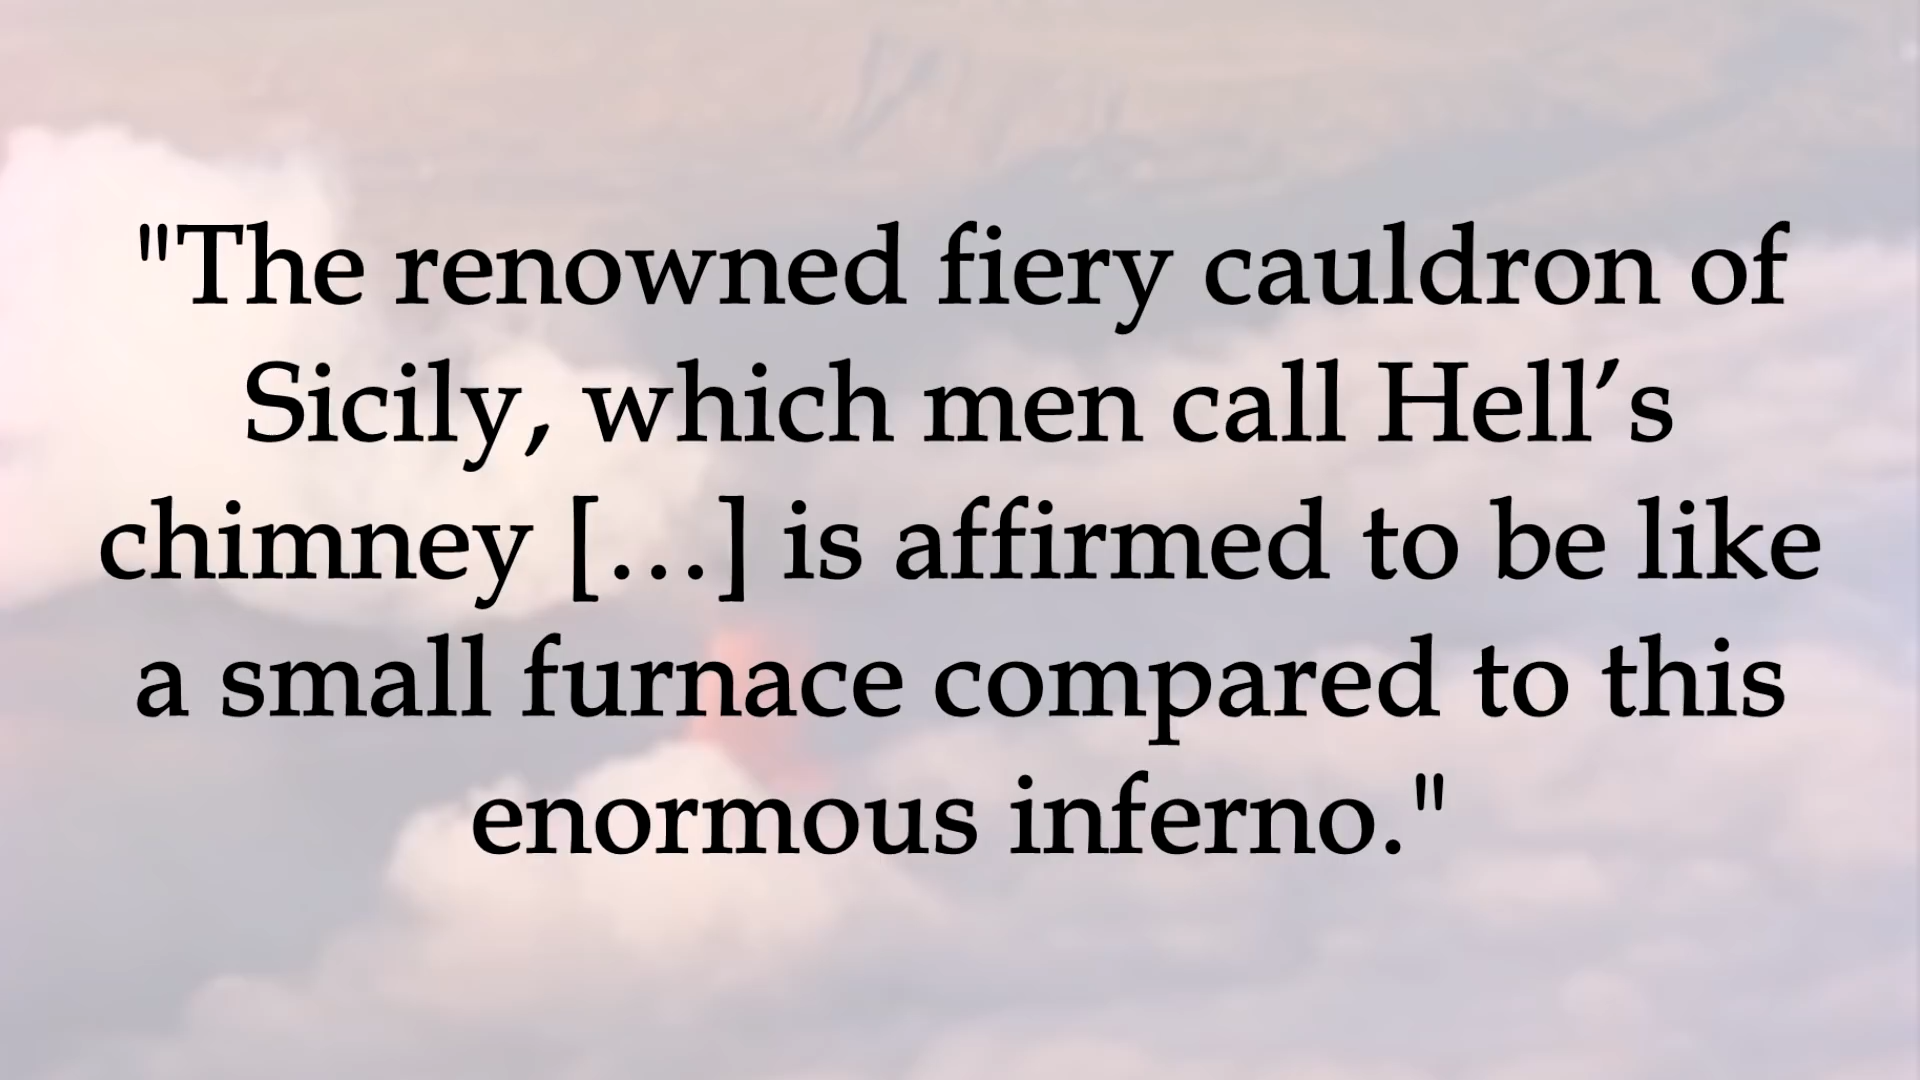 "The renowned fiery cauldron of
Sicily, which men call Hell’s
chimney […] is affirmed to be like
a small furnace compared to this
enormous inferno."